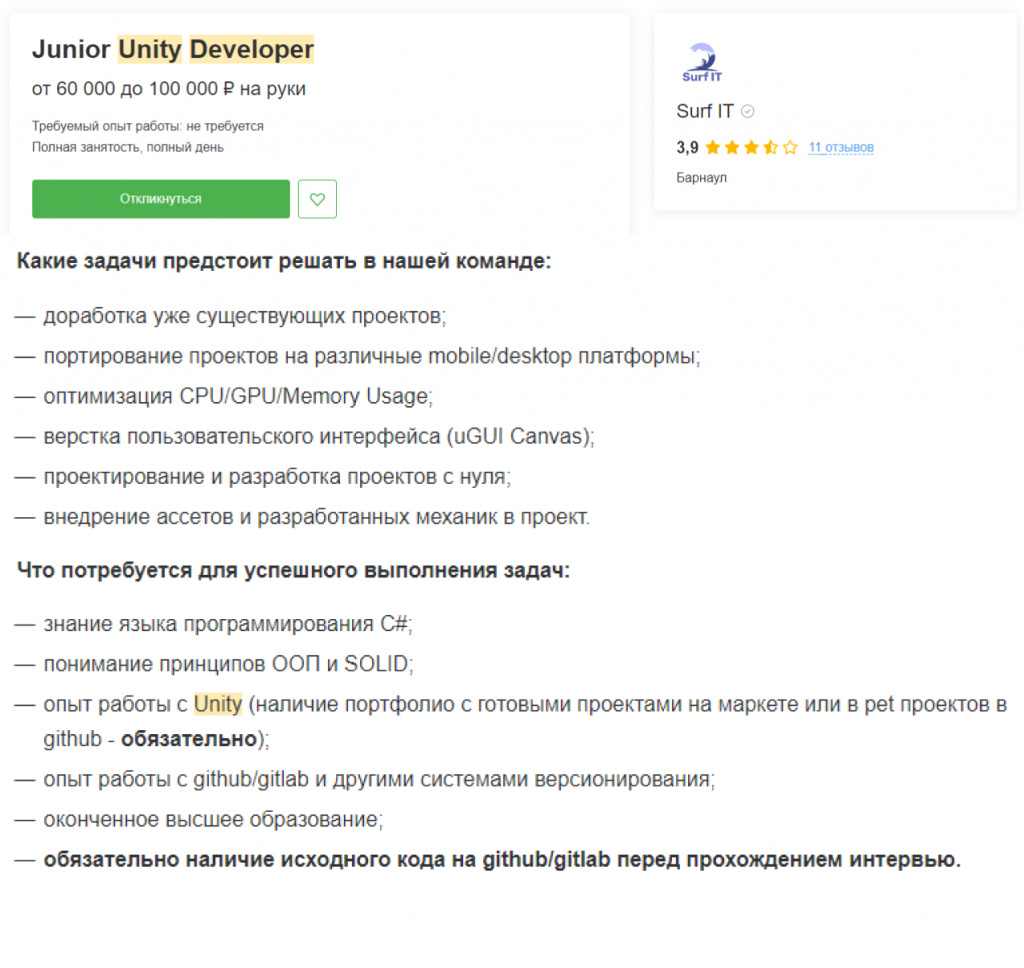 Junior Unity Developer
от 60 000 до 100 000 ₽ на руки
Требуемый опыт работы: не требуется
Полная занятость, полный день
Откликнуться
Surf IT
Surf IT
3,9 11 отзывов
Барнаул
Какие задачи предстоит решать в нашей команде:
— доработка уже существующих проектов;
— портирование проектов на различные mobile/desktop платформы;
— оптимизация CPU/GPU/Memory Usage;
— верстка пользовательского интерфейса (uGUI Canvas);
— проектирование и разработка проектов с нуля;
— внедрение ассетов и разработанных механик в проект.
Что потребуется для успешного выполнения задач:
— знание языка программирования C#;
— понимание принципов ООП и SOLID;
— опыт работы с Unity (наличие портфолио с готовыми проектами на маркете или в pet проектов в
github - обязательно);
— опыт работы с github/gitlab и другими системами версионирования;
— оконченное высшее образование;
— обязательно наличие исходного кода на github/gitlab перед прохождением интервью.